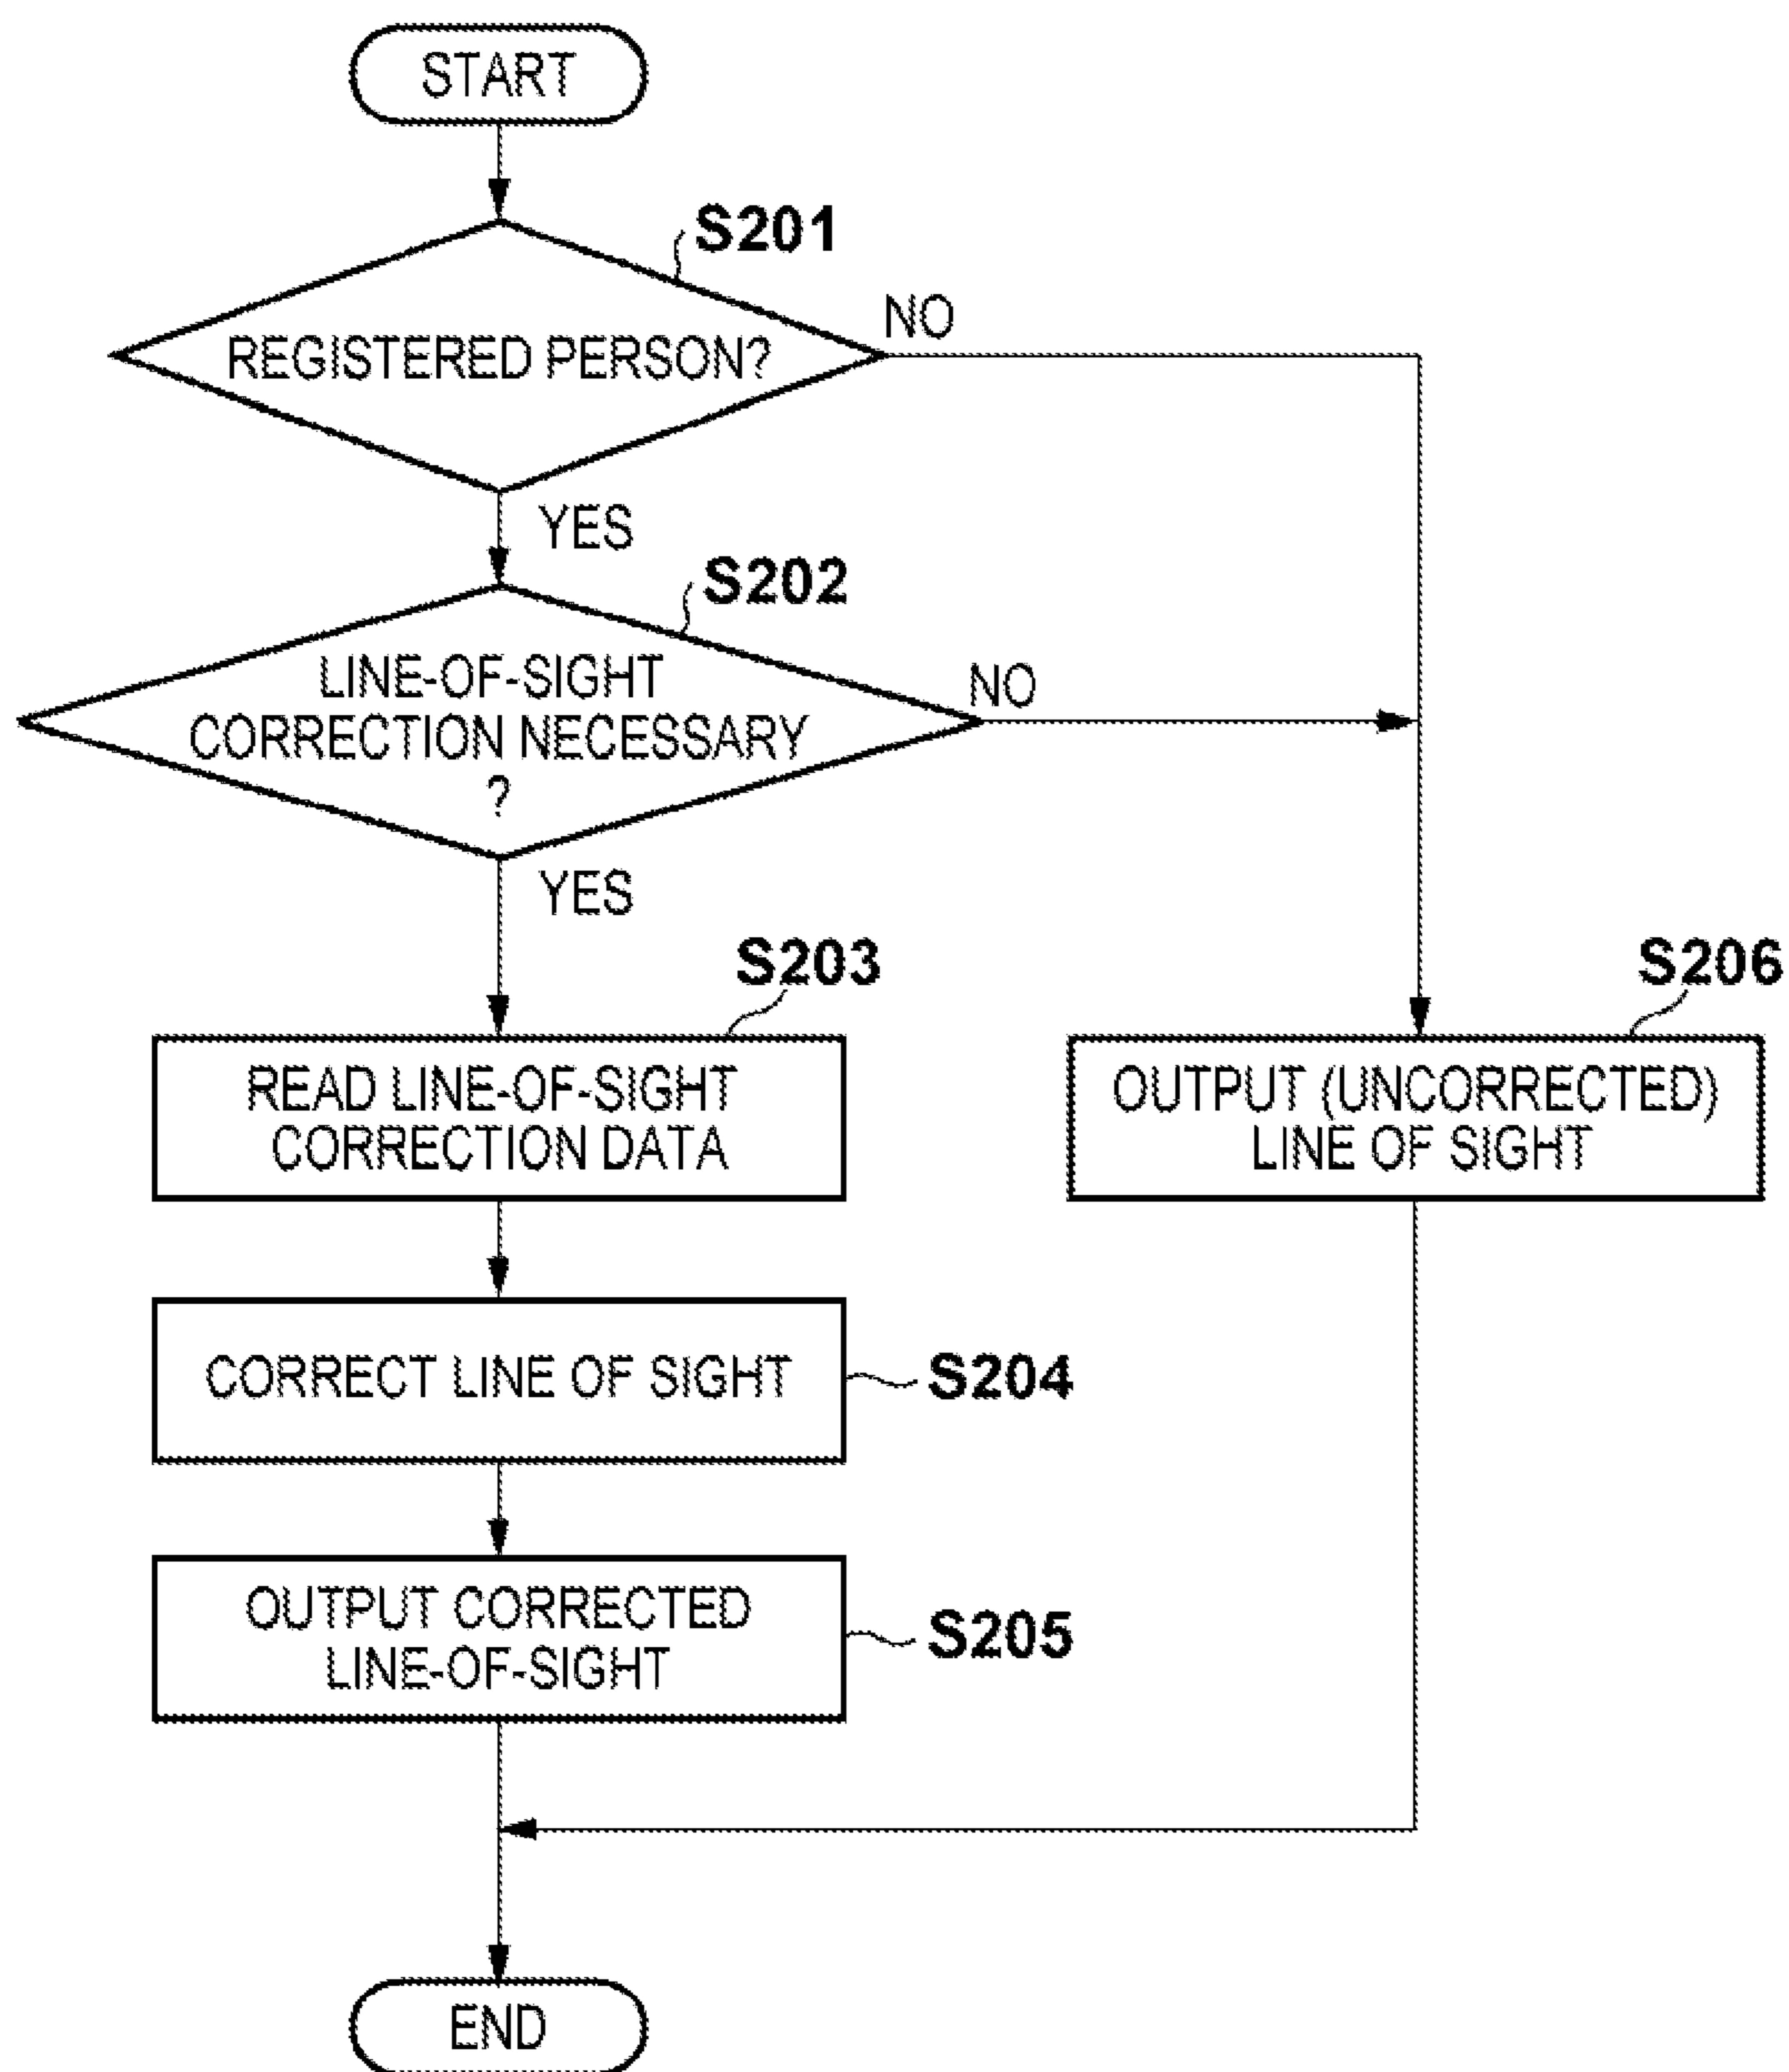 START
S201
REGISTERED PERSON?
NO
YES
S202
LINE-OF-SIGHT
CORRECTION NECESSARY
?
NO
YES
S203
READ LINE-OF-SIGHT
CORRECTION DATA
S206
OUTPUT (UNCORRECTED)
LINE OF SIGHT
CORRECT LINE OF SIGHT
S204
OUTPUT CORRECTED
LINE-OF-SIGHT
S205
END